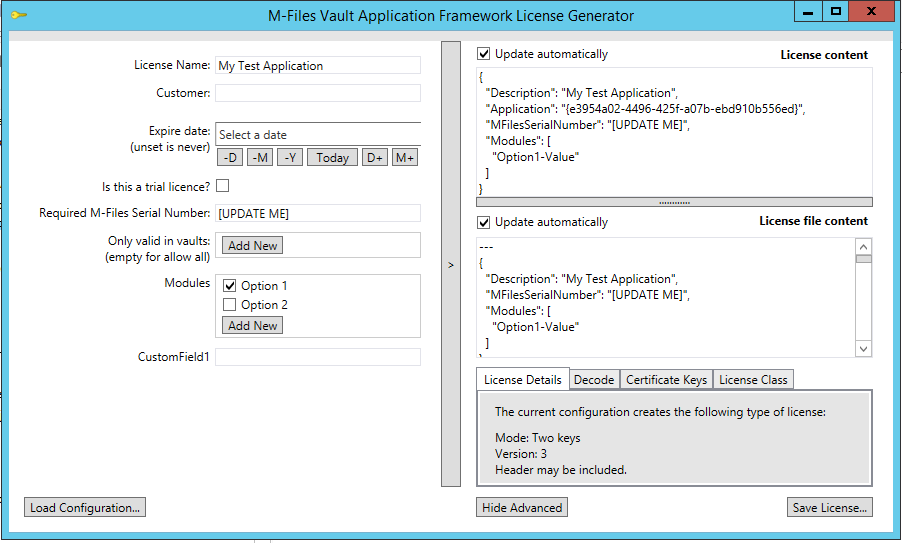 M-Files Vault Application Framework License Generator
License Name: My Test Application
Customer:
Expire date:
(unset is never)
Select a date
-D -M -Y Today D+ M+
Is this a trial licence?
Required M-Files Serial Number: [UPDATE ME]
Only valid in vaults:
(empty for allow all)
Add New
Modules
Option 1
Option 2
Add New
CustomField1
Load Configuration...
>
Update automatically
License content
{
"Description": "My Test Application",
"Application": "{e3954a02-4496-425f-a07b-ebd910b556ed}",
"MFilesSerialNumber": "[UPDATE ME]",
"Modules": [
"Option1-Value"
]
}
Update automatically
License file content
---
{
"Description": "My Test Application",
"MFilesSerialNumber": "[UPDATE ME]",
"Modules": [
"Option1-Value"
]
}
License Details Decode Certificate Keys License Class
The current configuration creates the following type of license:
Mode: Two keys
Version: 3
Header may be included.
Hide Advanced
Save License...